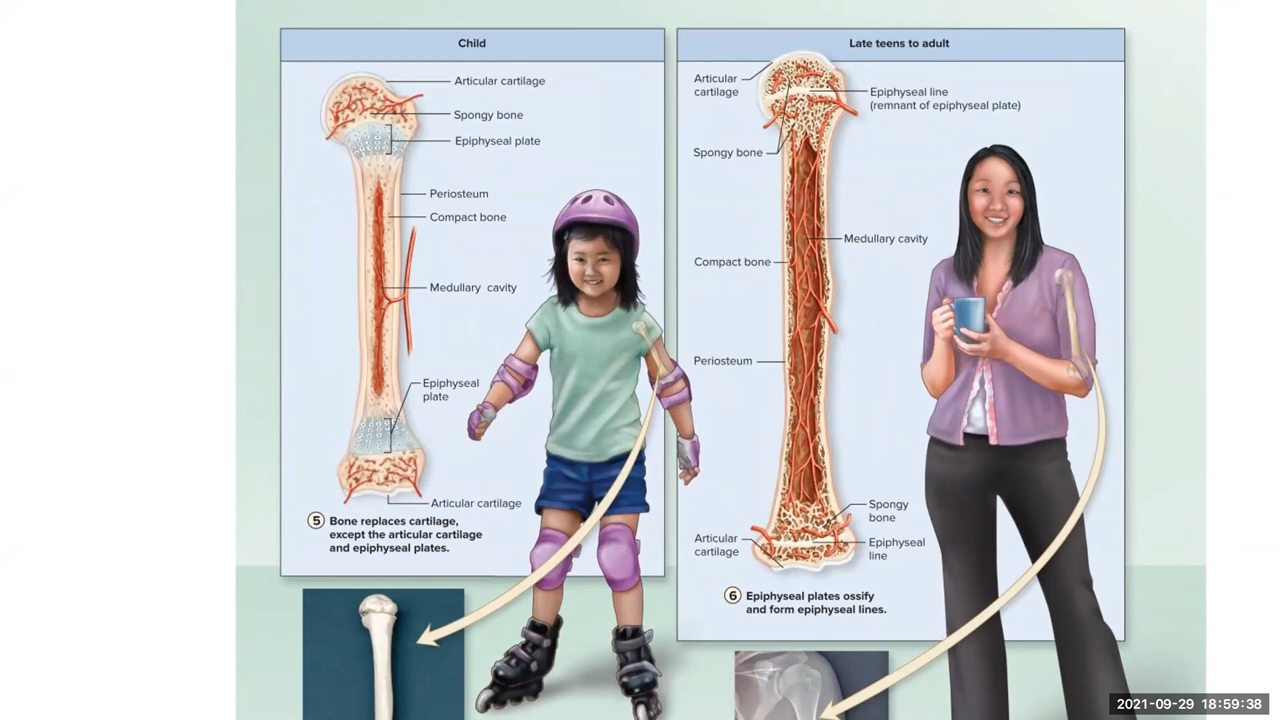 Child
Articular cartilage
Spongy bone
Epiphyseal plate
Periosteum
Compact bone
Medullary cavity
Epiphyseal
plate
Articular cartilage
5 Bone replaces cartilage,
except the articular cartilage
and epiphyseal plates.
Late teens to adult
Articular
cartilage
Epiphyseal line
(remnant of epiphyseal plate)
Spongy bone
Medullary cavity
Compact bone
Periosteum
Spongy
bone
Articular
cartilage
Epiphyseal
line
6 Epiphyseal plates ossify
and form epiphyseal lines.
2021-09-29 18:59:38